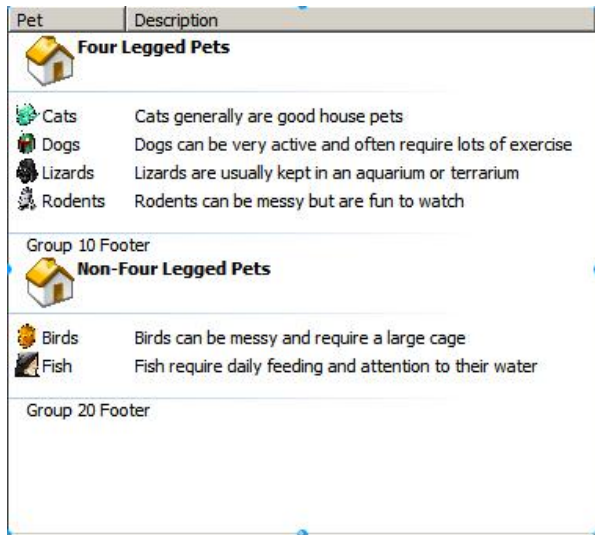 Pet Description
Four Legged Pets
Cats Cats generally are good house pets
Dogs Dogs can be very active and often require lots of exercise
Lizards Lizards are usually kept in an aquarium or terrarium
Rodents Rodents can be messy but are fun to watch
Group 10 Footer
Non-Four Legged Pets
Birds Birds can be messy and require a large cage
Fish Fish require daily feeding and attention to their water
Group 20 Footer